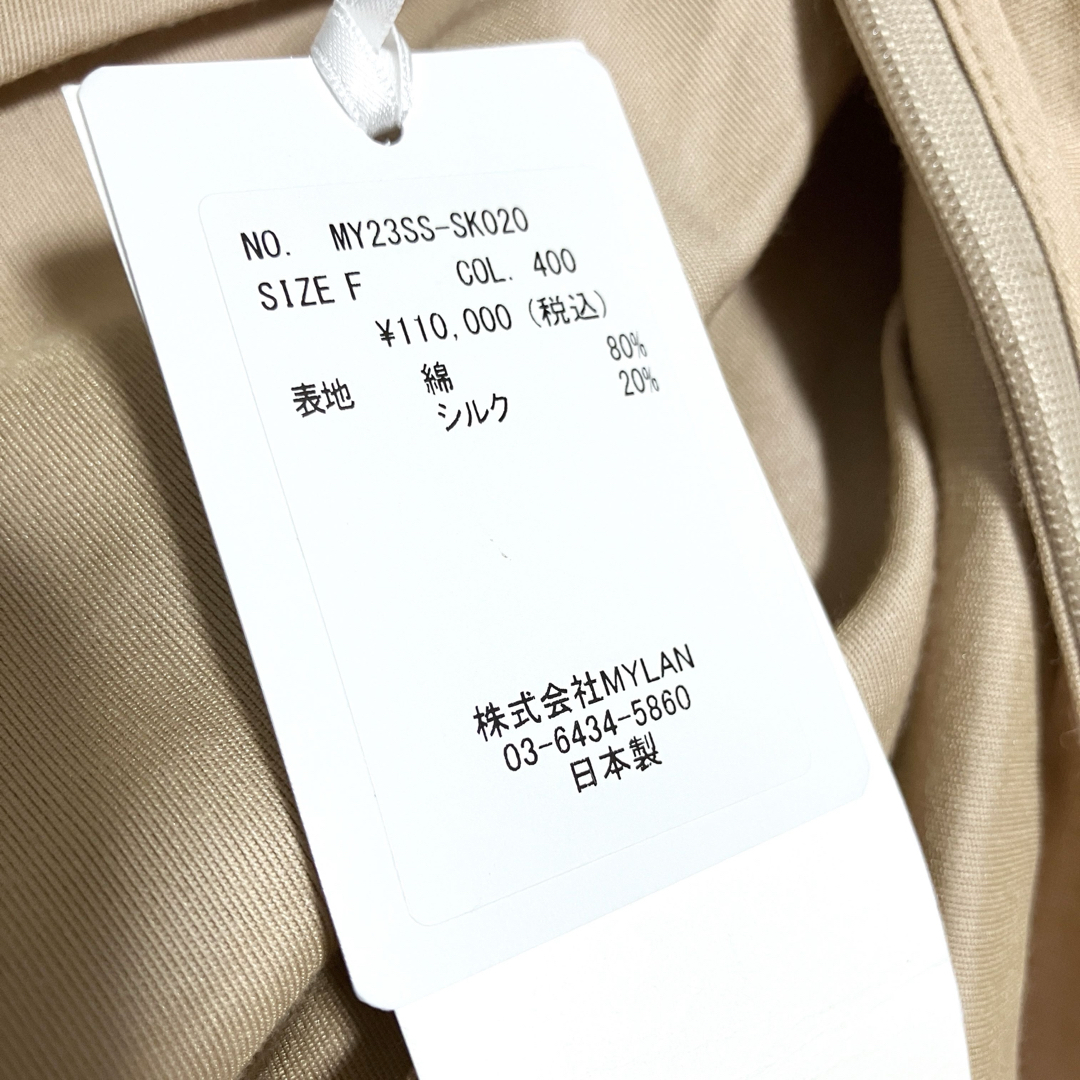 NO. MY23SS-SK020
SIZE F COL. 400
¥110,000 (税込)
表地 綿 80%
シルク 20%
株式会社MYLAN
03-6434-5860
日本製